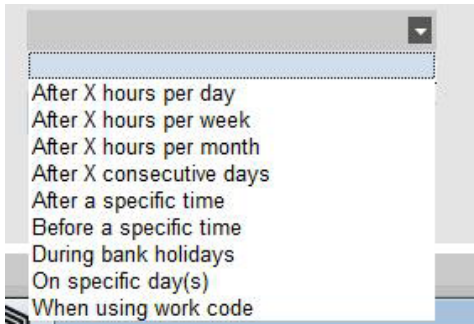 After X hours per day
After X hours per week
After X hours per month
After X consecutive days
After a specific time
Before a specific time
During bank holidays
On specific day(s)
When using work code